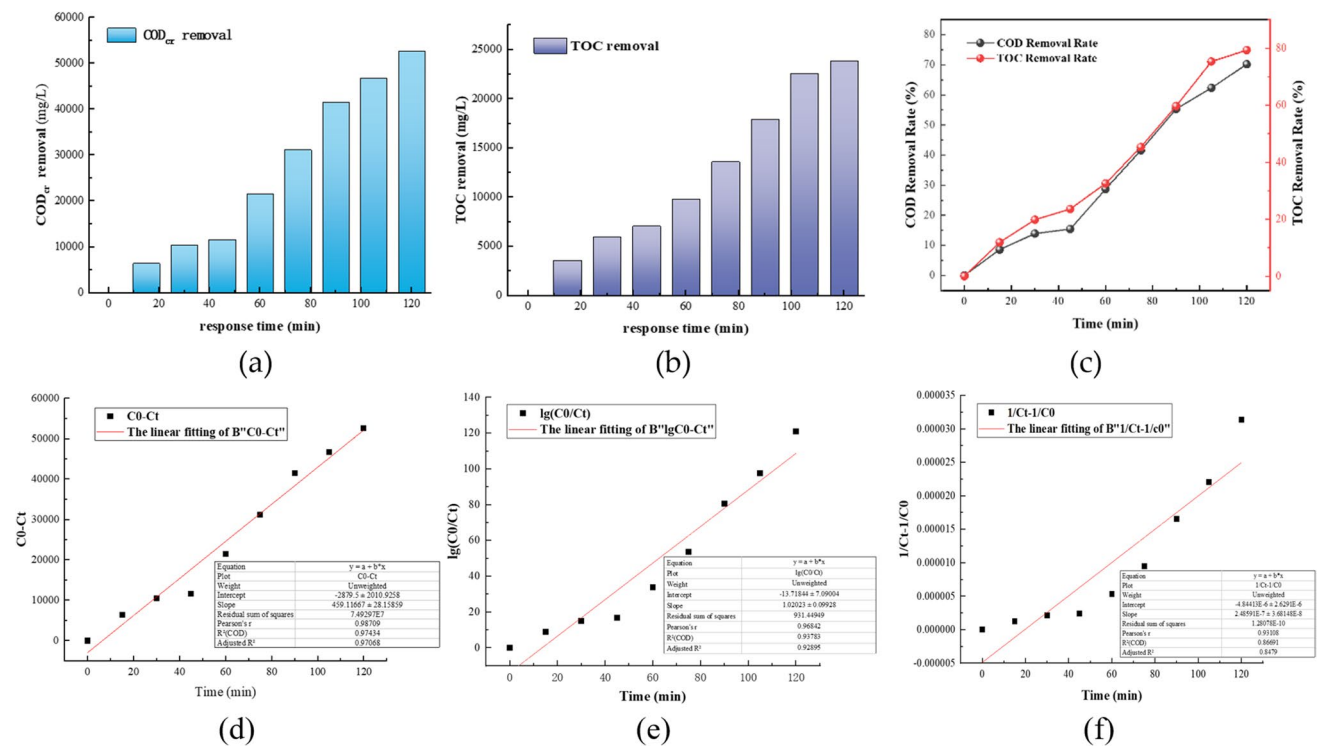 60000
50000
40000
30000
20000
10000
0
COD_cr removal (mg/L)
COD_cr removal
0 20 40 60 80 100 120
response time (min)
(a)
25000
20000
15000
10000
5000
0
TOC removal (mg/L)
TOC removal
0 20 40 60 80 100 120
response time (min)
(b)
80
70
60
50
40
30
20
10
0
COD Removal Rate (%)
COD Removal Rate
TOC Removal Rate
80
60
40
20
0
TOC Removal Rate (%)
0 20 40 60 80 100 120
Time (min)
(c)
60000
50000
40000
30000
20000
10000
0
C0-Ct
C0-Ct
The linear fitting of B"C0-Ct"
Equation y = a + b*x
Plot C0-Ct
Weight Unweighted
Intercept -2879.5 ± 2010.9258
Slope 459.11667 ± 28.15859
Residual sum of squares 7.49297E7
Pearson's r 0.98709
R²(COD) 0.97434
Adjusted R² 0.97068
0 20 40 60 80 100 120
Time (min)
(d)
140
120
100
80
60
40
20
0
lg(C0/Ct)
lg(C0/Ct)
The linear fitting of B"lgC0-Ct"
Equation y = a + b*x
Plot lg(C0/Ct)
Weight Unweighted
Intercept -13.71844 ± 7.09004
Slope 1.02023 ± 0.09928
Residual sum of squares 931.44949
Pearson's r 0.96842
R²(COD) 0.93783
Adjusted R² 0.92895
0 20 40 60 80 100 120
Time (min)
(e)
0.000035
0.000030
0.000025
0.000020
0.000015
0.000010
0.000005
0.000000
-0.000005
1/Ct-1/C0
1/Ct-1/C0
The linear fitting of B"1/Ct-1/c0"
Equation y = a + b*x
Plot 1/Ct-1/C0
Weight Unweighted
Intercept -4.84413E-6 ± 2.6291E-6
Slope 2.48591E-7 ± 3.68148E-8
Residual sum of squares 1.28078E-10
Pearson's r 0.93108
R²(COD) 0.86691
Adjusted R² 0.8479
0 20 40 60 80 100 120
Time (min)
(f)